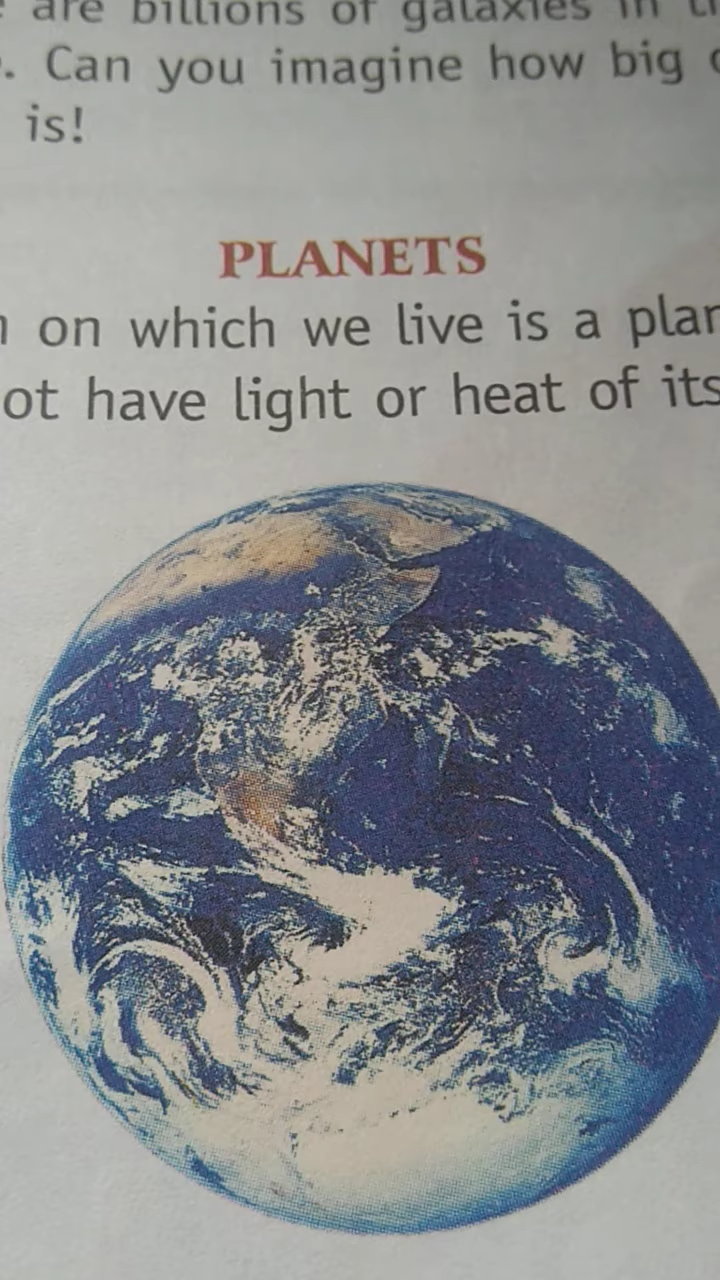 are billions of galaxies in
. Can you imagine how big
is!
PLANETS
on which we live is a
ot have light or heat of its